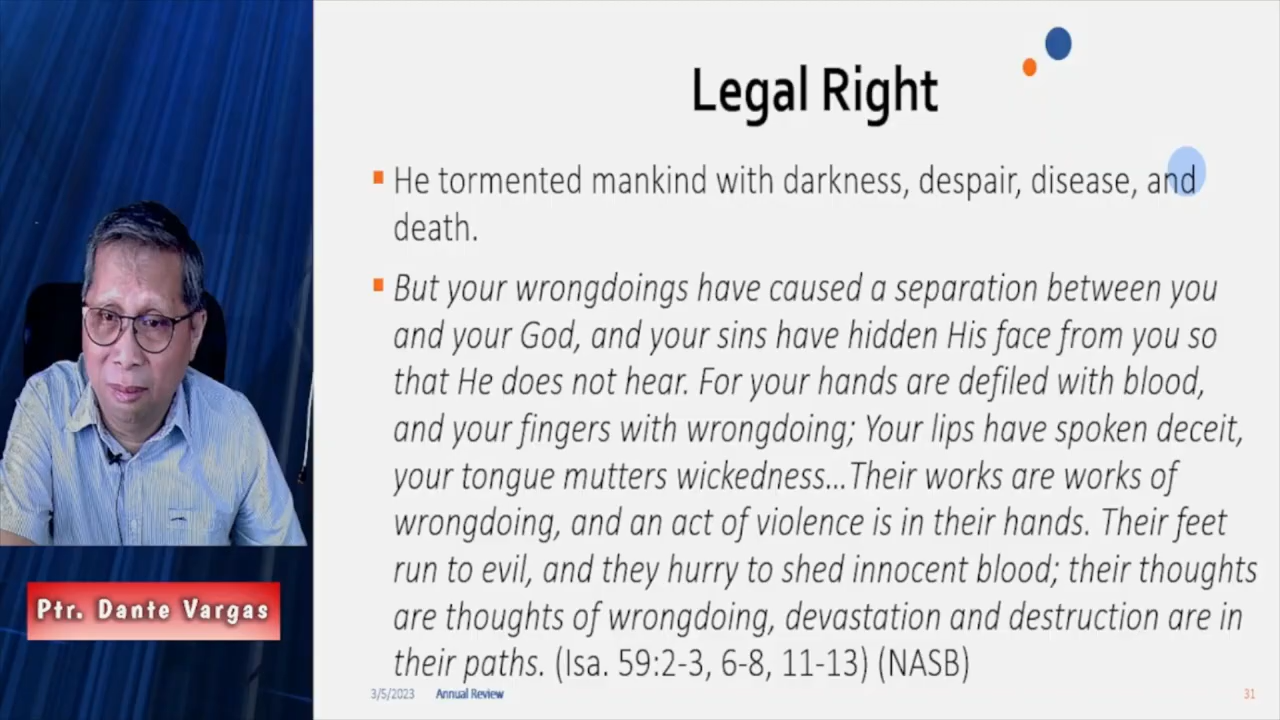 Legal Right
He tormented mankind with darkness, despair, disease, and
death.
But your wrongdoings have caused a separation between you
and your God, and your sins have hidden His face from you so
that He does not hear. For your hands are defiled with blood,
and your fingers with wrongdoing; Your lips have spoken deceit,
your tongue mutters wickedness...Their works are works of
wrongdoing, and an act of violence is in their hands. Their feet
run to evil, and they hurry to shed innocent blood; their thoughts
are thoughts of wrongdoing, devastation and destruction are in
their paths. (Isa. 59:2-3, 6-8, 11-13) (NASB)
Ptr. Dante Vargas
3/5/2023 Annual Review 31